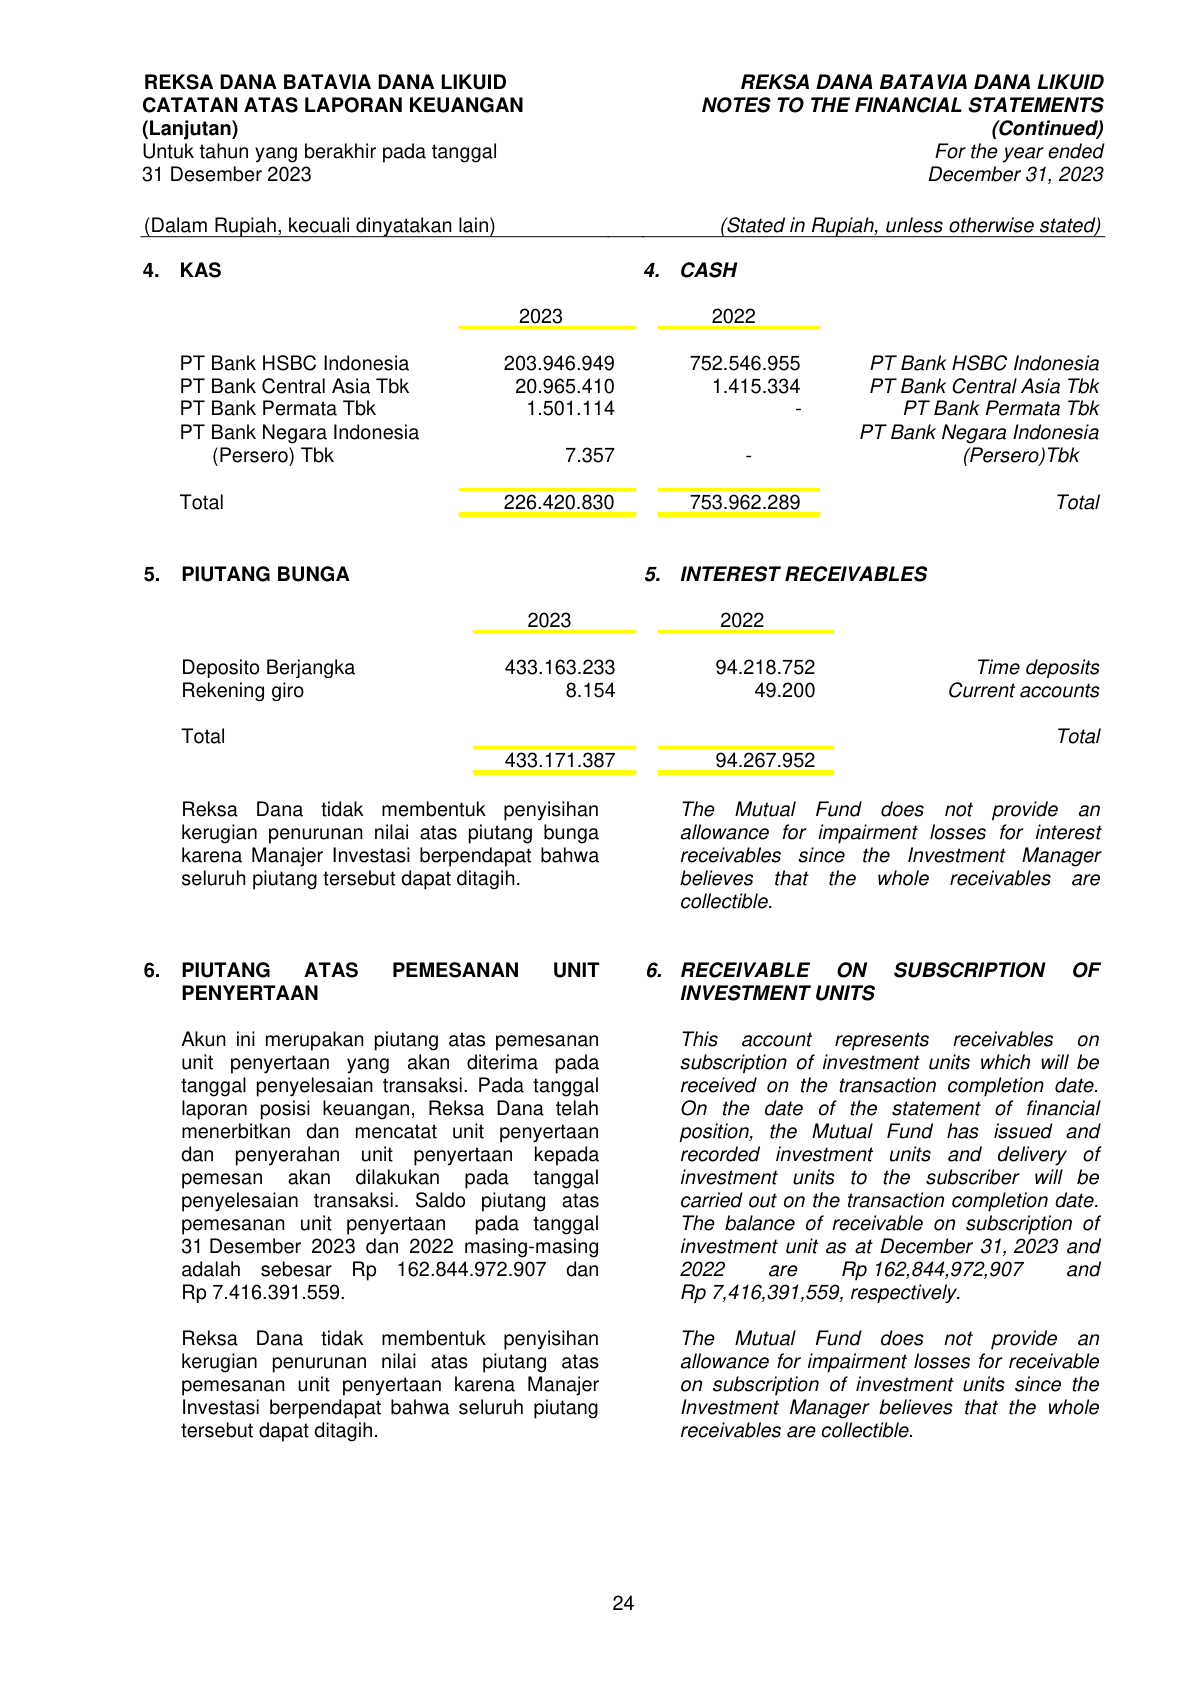 REKSA DANA BATAVIA DANA LIKUID
CATATAN ATAS LAPORAN KEUANGAN
(Lanjutan)
Untuk tahun yang berakhir pada tanggal
31 Desember 2023
REKSA DANA BATAVIA DANA LIKUID
NOTES TO THE FINANCIAL STATEMENTS
(Continued)
For the year ended
December 31, 2023
(Dalam Rupiah, kecuali dinyatakan lain) (Stated in Rupiah, unless otherwise stated)
4. KAS 4. CASH
2023 2022
PT Bank HSBC Indonesia 203.946.949 752.546.955 PT Bank HSBC Indonesia
PT Bank Central Asia Tbk 20.965.410 1.415.334 PT Bank Central Asia Tbk
PT Bank Permata Tbk 1.501.114 - PT Bank Permata Tbk
PT Bank Negara Indonesia PT Bank Negara Indonesia
(Persero) Tbk 7.357 - (Persero)Tbk
Total 226.420.830 753.962.289 Total
5. PIUTANG BUNGA 5. INTEREST RECEIVABLES
2023 2022
Deposito Berjangka 433.163.233 94.218.752 Time deposits
Rekening giro 8.154 49.200 Current accounts
Total Total
433.171.387 94.267.952
Reksa Dana tidak membentuk penyisihan
kerugian penurunan nilai atas piutang bunga
karena Manajer Investasi berpendapat bahwa
seluruh piutang tersebut dapat ditagih.
The Mutual Fund does not provide an
allowance for impairment losses for interest
receivables since the Investment Manager
believes that the whole receivables are
collectible.
6. PIUTANG ATAS PEMESANAN UNIT
PENYERTAAN
6. RECEIVABLE ON SUBSCRIPTION OF
INVESTMENT UNITS
Akun ini merupakan piutang atas pemesanan
unit penyertaan yang akan diterima pada
tanggal penyelesaian transaksi. Pada tanggal
laporan posisi keuangan, Reksa Dana telah
menerbitkan dan mencatat unit penyertaan
dan penyerahan unit penyertaan kepada
pemesan akan dilakukan pada tanggal
penyelesaian transaksi. Saldo piutang atas
pemesanan unit penyertaan pada tanggal
31 Desember 2023 dan 2022 masing-masing
adalah sebesar Rp 162.844.972.907 dan
Rp 7.416.391.559.
This account represents receivables on
subscription of investment units which will be
received on the transaction completion date.
On the date of the statement of financial
position, the Mutual Fund has issued and
recorded investment units and delivery of
investment units to the subscriber will be
carried out on the transaction completion date.
The balance of receivable on subscription of
investment unit as at December 31, 2023 and
2022 are Rp 162,844,972,907 and
Rp 7,416,391,559, respectively.
Reksa Dana tidak membentuk penyisihan
kerugian penurunan nilai atas piutang atas
pemesanan unit penyertaan karena Manajer
Investasi berpendapat bahwa seluruh piutang
tersebut dapat ditagih.
The Mutual Fund does not provide an
allowance for impairment losses for receivable
on subscription of investment units since the
Investment Manager believes that the whole
receivables are collectible.
24